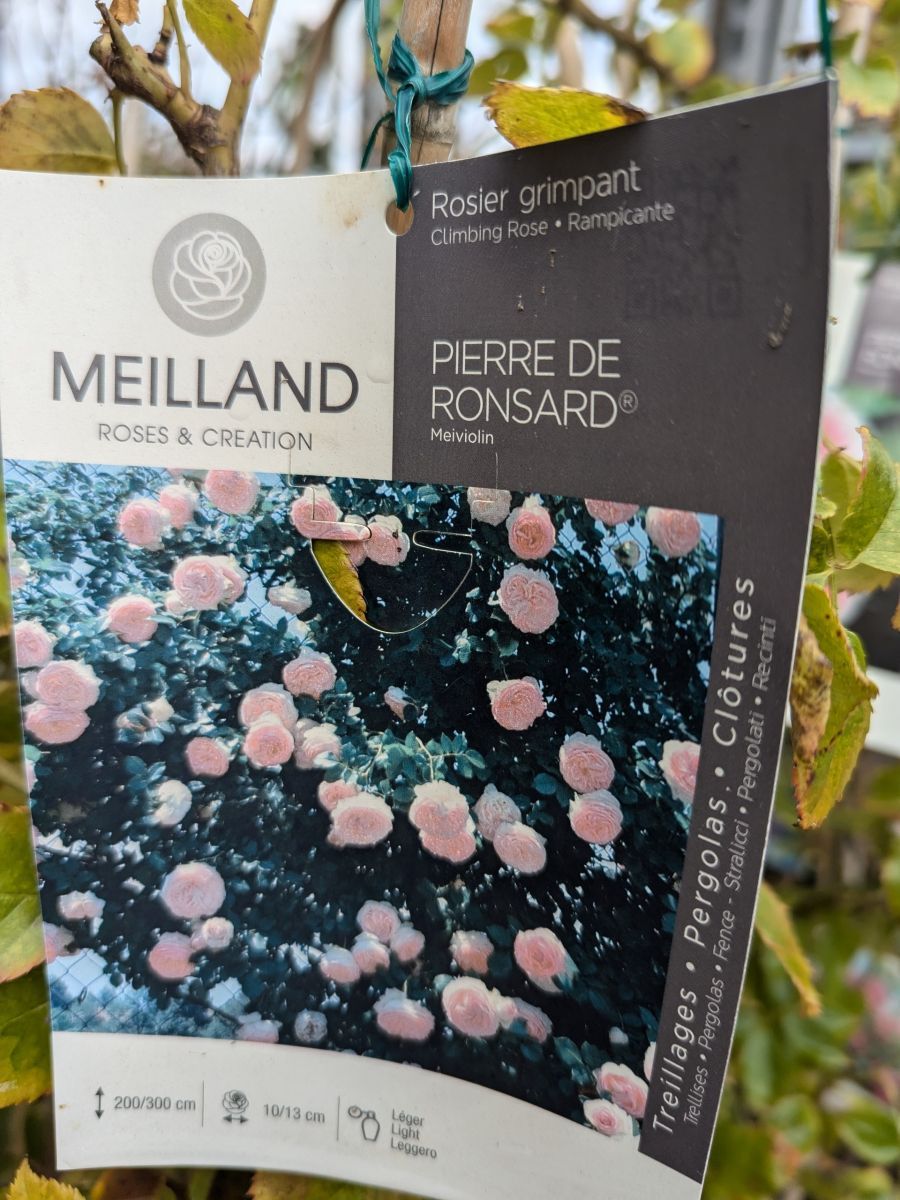 Rosier grimpant
Climbing Rose • Rampicante
MEILLAND
ROSES & CREATION
PIERRE DE
RONSARD®
Meiviolin
Treillages • Pergolas • Clôtures
Trellises • Pergolas • Fence - Stralicci • Pergolati • Recinti
200/300 cm
10/13 cm
Léger
Light
Leggero